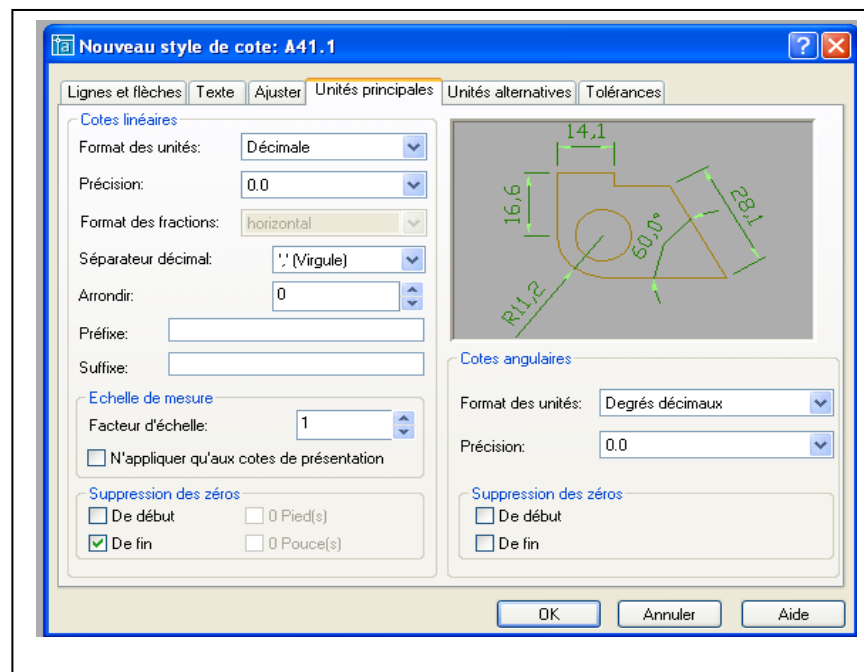 Nouveau style de cote: A41.1
Lignes et flèches Texte Ajuster Unités principales Unités alternatives Tolérances
Cotes linéaires
Format des unités: Décimale
Précision: 0.0
Format des fractions: horizontal
Séparateur décimal: ',' (Virgule)
Arrondir: 0
Préfixe:
Suffixe:
Echelle de mesure
Facteur d'échelle: 1
N'appliquer qu'aux cotes de présentation
Suppression des zéros
De début 0 Pied(s)
De fin 0 Pouce(s)
14,1
16,6
28,1
60,0°
R11,2
Cotes angulaires
Format des unités: Degrés décimaux
Précision: 0.0
Suppression des zéros
De début
De fin
OK Annuler Aide